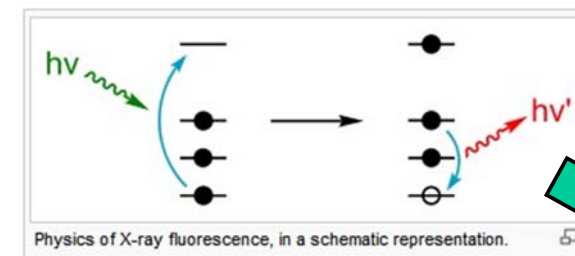 hν
hν'
Physics of X-ray fluorescence, in a schematic representation.